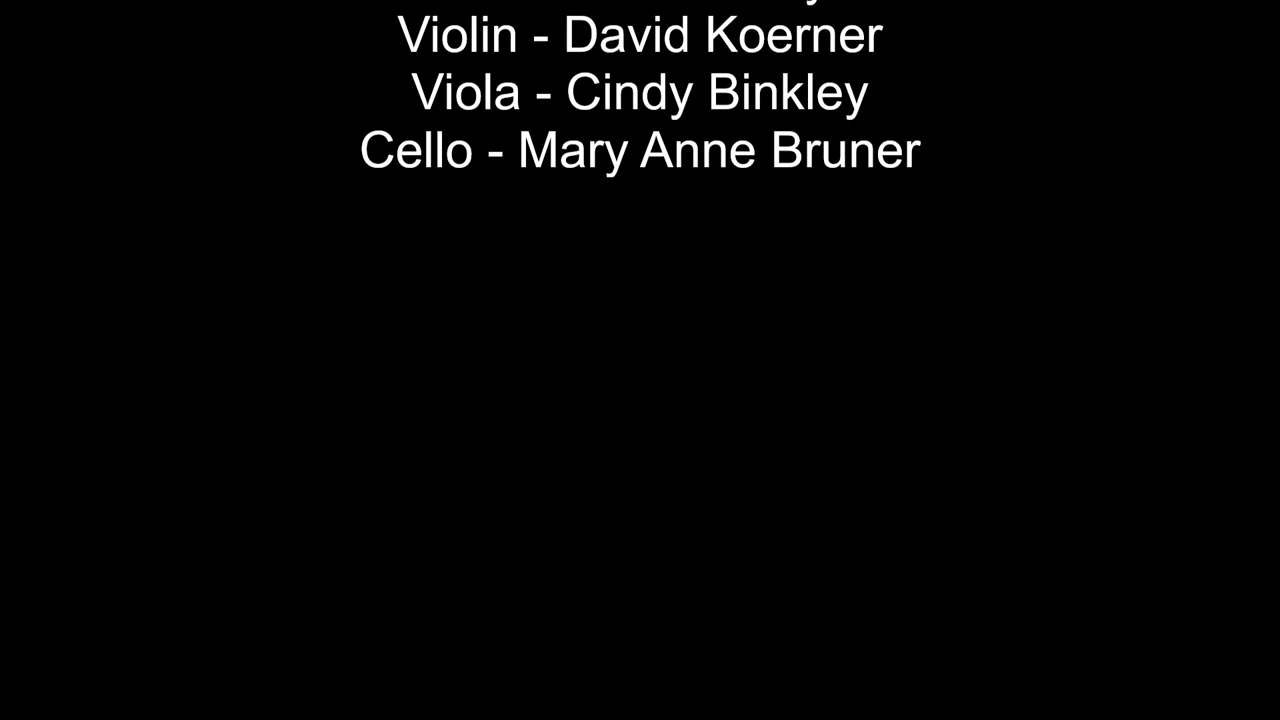 Violin - David Koerner
Viola - Cindy Binkley
Cello - Mary Anne Bruner